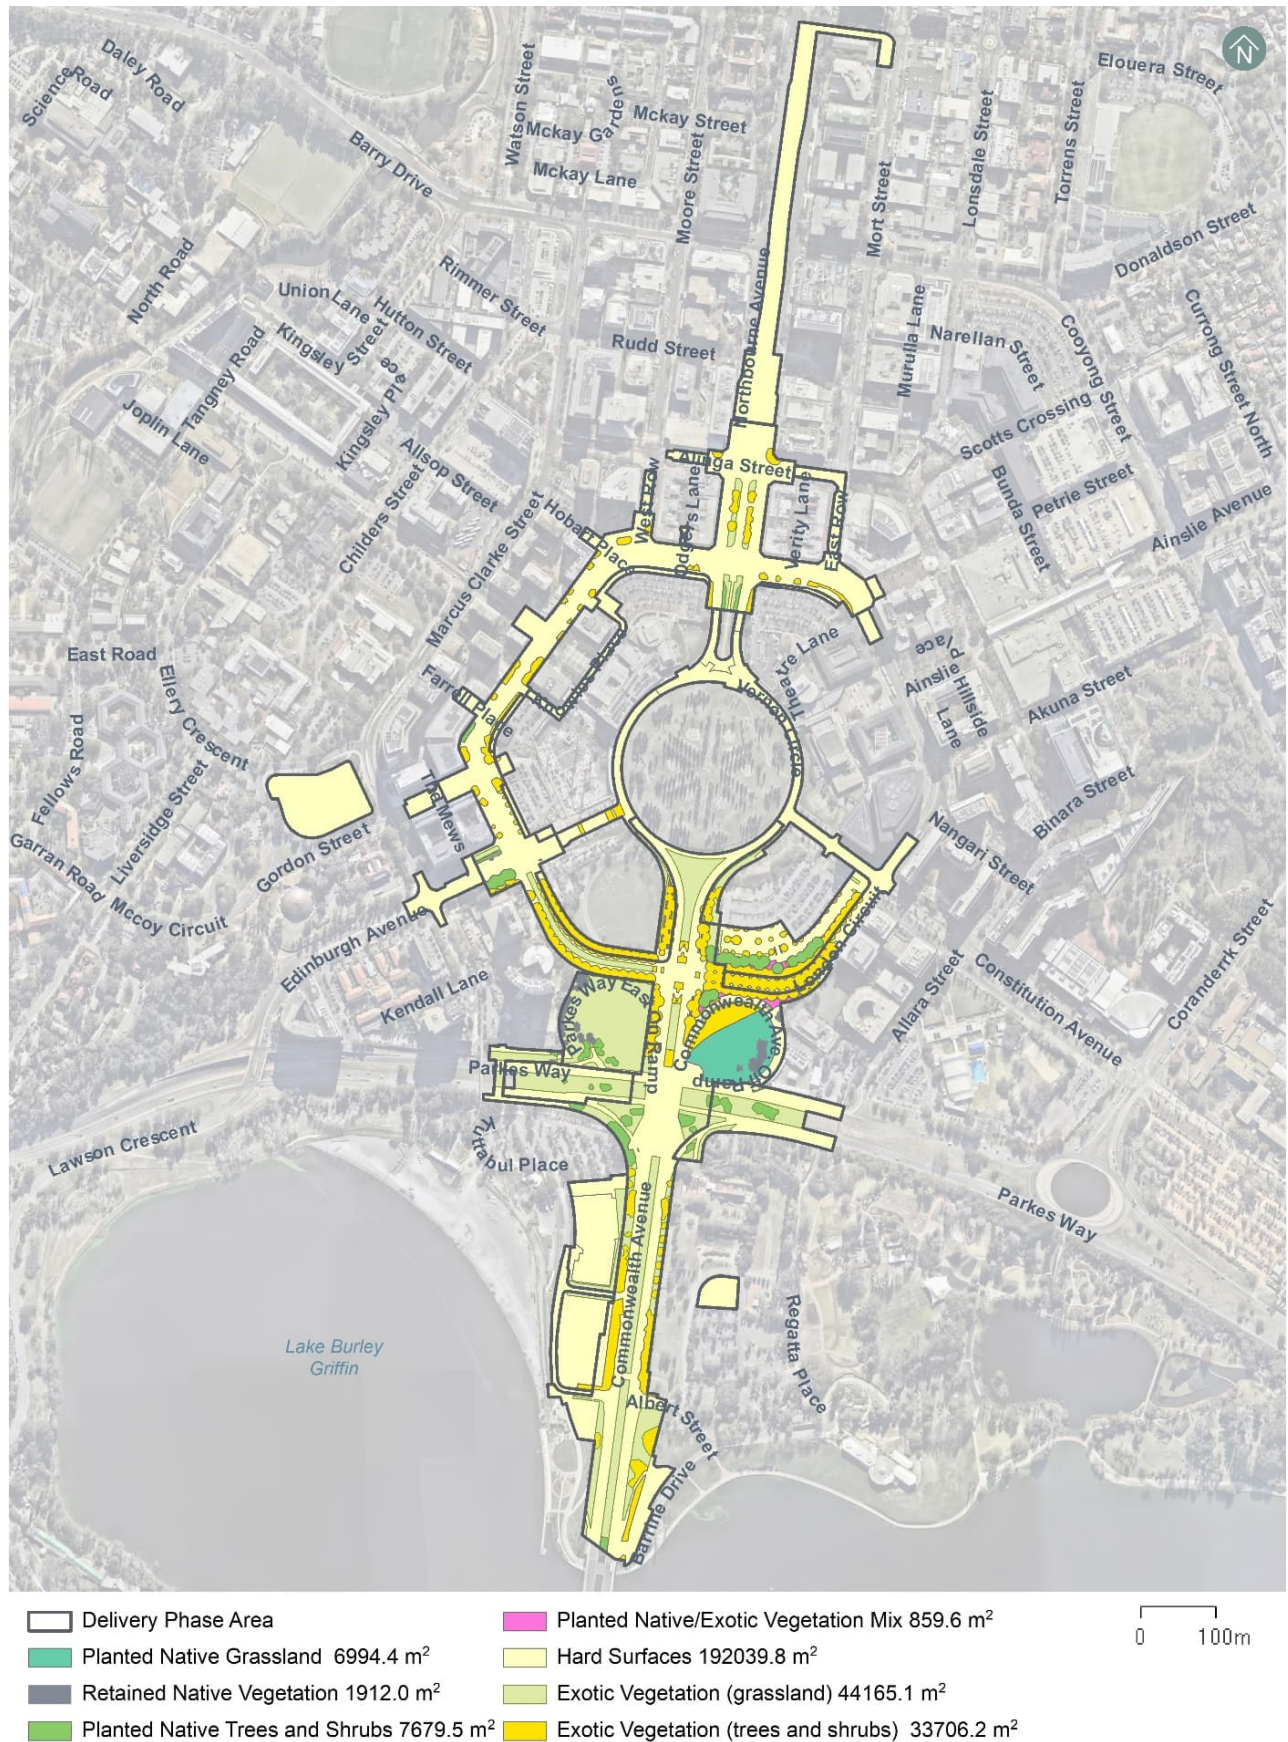 N
Elouera Street
Daley Road
Science Road
Watson Street
Mckay Gardens
Mckay Street
Mckay Lane
Moore Street
Barry Drive
Lonsdale Street
Torrens Street
Mort Street
Donaldson Street
North Road
Union Lane
Hutton Street
Rimmer Street
Kingsley Street
Rudd Street
Northbourne Avenue
Murulla Lane
Narellan Street
Cooyong Street
Currong Street North
Tangney Road
Joplin Lane
Kingsley Place
Allsop Street
Scotts Crossing
Childers Street
Alinga Street
West Row
Odgers Lane
Verity Lane
East Row
Bunda Street
Petrie Street
Ainslie Avenue
Marcus Clarke Street
Hobart Place
East Road
Ellery Crescent
Farrell Place
Theatre Lane
Ainslie Place
Hillside Lane
Akuna Street
Vernon Circle
Fellows Road
Liversidge Street
The Mews
Binara Street
Garran Road
Gordon Street
Nangari Street
Mccoy Circuit
Edinburgh Avenue
London Circuit
Kendall Lane
Allara Street
Constitution Avenue
Coranderrk Street
Parkes Way East On Ramp
Commonwealth Ave Off Ramp
Parkes Way
Lawson Crescent
Kuttabul Place
Parkes Way
Commonwealth Avenue
Regatta Place
Lake Burley
Griffin
Albert Street
Barrine Drive
Delivery Phase Area
Planted Native Grassland 6994.4 m²
Retained Native Vegetation 1912.0 m²
Planted Native Trees and Shrubs 7679.5 m²
Planted Native/Exotic Vegetation Mix 859.6 m²
Hard Surfaces 192039.8 m²
Exotic Vegetation (grassland) 44165.1 m²
Exotic Vegetation (trees and shrubs) 33706.2 m²
0 100m